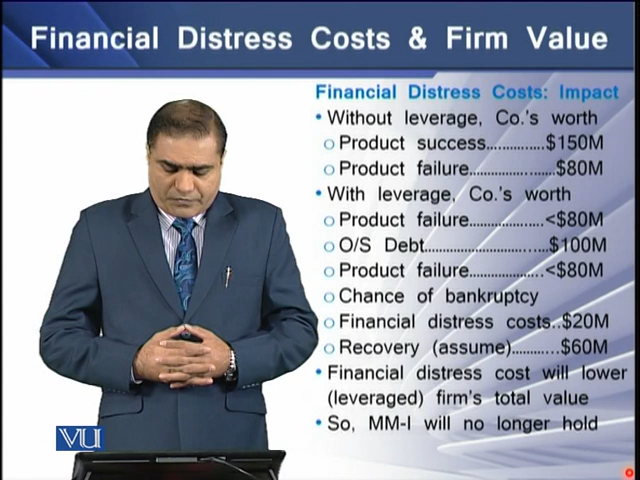 Financial Distress Costs & Firm Value
Financial Distress Costs: Impact
• Without leverage, Co.'s worth
o Product success.............$150M
o Product failure...................$80M
• With leverage, Co.'s worth
o Product failure.................<$80M
o O/S Debt............................$100M
o Product failure.................<$80M
o Chance of bankruptcy
o Financial distress costs..$20M
o Recovery (assume)............$60M
• Financial distress cost will lower
(leveraged) firm's total value
• So, MM-I will no longer hold
VU